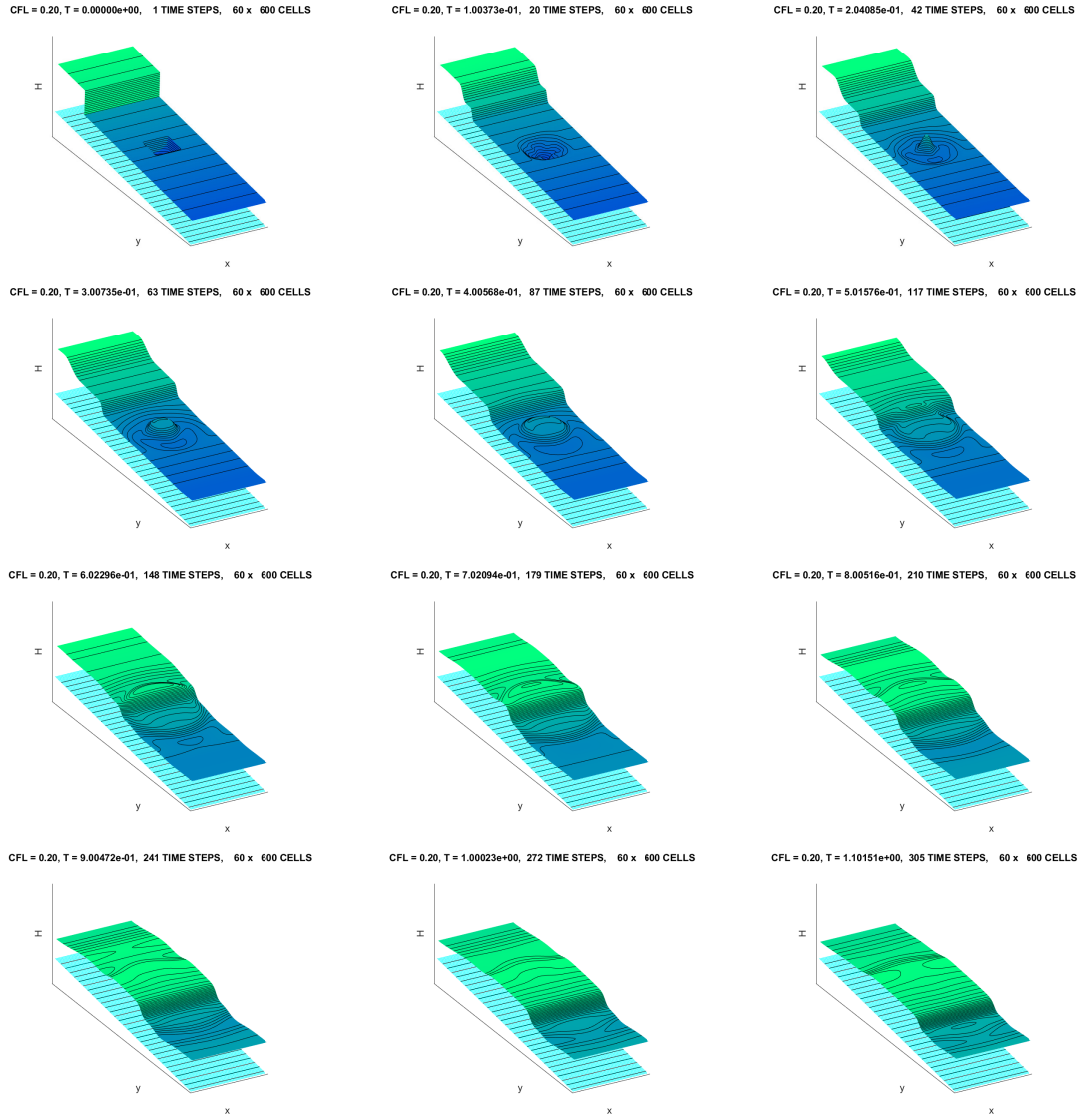 CFL = 0.20, T = 0.00000e+00, 1 TIME STEPS, 60 x 600 CELLS
H
y
x
CFL = 0.20, T = 1.00373e-01, 20 TIME STEPS, 60 x 600 CELLS
H
y
x
CFL = 0.20, T = 2.04085e-01, 42 TIME STEPS, 60 x 600 CELLS
H
y
x
CFL = 0.20, T = 3.00735e-01, 63 TIME STEPS, 60 x 600 CELLS
H
y
x
CFL = 0.20, T = 4.00568e-01, 87 TIME STEPS, 60 x 600 CELLS
H
y
x
CFL = 0.20, T = 5.01576e-01, 117 TIME STEPS, 60 x 600 CELLS
H
y
x
CFL = 0.20, T = 6.02296e-01, 148 TIME STEPS, 60 x 600 CELLS
H
y
x
CFL = 0.20, T = 7.02094e-01, 179 TIME STEPS, 60 x 600 CELLS
H
y
x
CFL = 0.20, T = 8.00516e-01, 210 TIME STEPS, 60 x 600 CELLS
H
y
x
CFL = 0.20, T = 9.00472e-01, 241 TIME STEPS, 60 x 600 CELLS
H
y
x
CFL = 0.20, T = 1.00023e+00, 272 TIME STEPS, 60 x 600 CELLS
H
y
x
CFL = 0.20, T = 1.10151e+00, 305 TIME STEPS, 60 x 600 CELLS
H
y
x